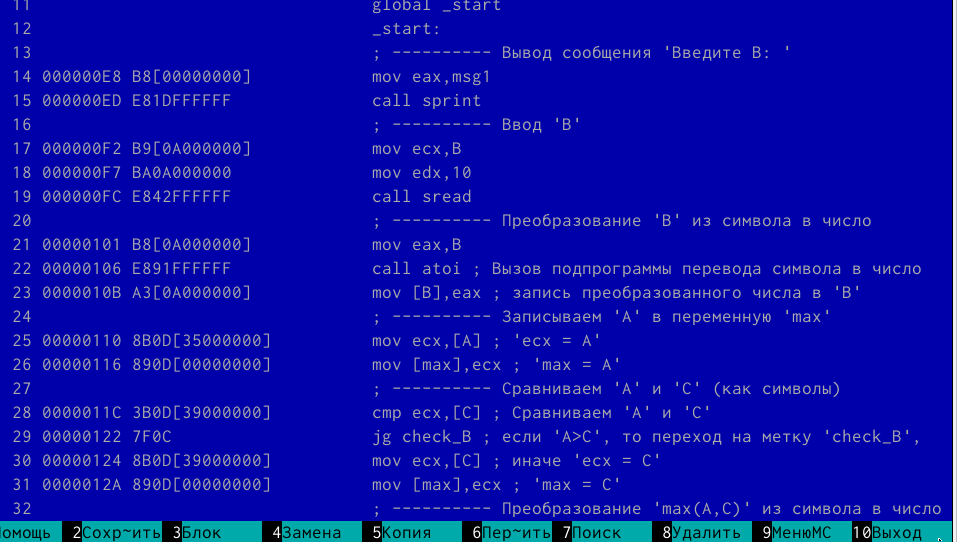 11                                  global _start
12                                  _start:
13                                  ; ---------- Вывод сообщения 'Введите B: '
14 000000E8 B8[00000000]            mov eax,msg1
15 000000ED E81DFFFFFF              call sprint
16                                  ; ---------- Ввод 'B'
17 000000F2 B9[0A000000]            mov ecx,B
18 000000F7 BA0A000000              mov edx,10
19 000000FC E842FFFFFF              call sread
20                                  ; ---------- Преобразование 'B' из символа в число
21 00000101 B8[0A000000]            mov eax,B
22 00000106 E891FFFFFF              call atoi ; Вызов подпрограммы перевода символа в число
23 0000010B A3[0A000000]            mov [B],eax ; запись преобразованного числа в 'B'
24                                  ; ---------- Записываем 'A' в переменную 'max'
25 00000110 8B0D[35000000]          mov ecx,[A] ; 'ecx = A'
26 00000116 890D[00000000]          mov [max],ecx ; 'max = A'
27                                  ; ---------- Сравниваем 'A' и 'С' (как символы)
28 0000011C 3B0D[39000000]          cmp ecx,[C] ; Сравниваем 'A' и 'С'
29 00000122 7F0C                    jg check_B ; если 'A>C', то переход на метку 'check_B',
30 00000124 8B0D[39000000]          mov ecx,[C] ; иначе 'ecx = C'
31 0000012A 890D[00000000]          mov [max],ecx ; 'max = C'
32                                  ; ---------- Преобразование 'max(A,C)' из символа в число
омощь 2Сохр~ить 3Блок 4Замена 5Копия 6Пер~ить 7Поиск 8Удалить 9МенюMC 10Выход